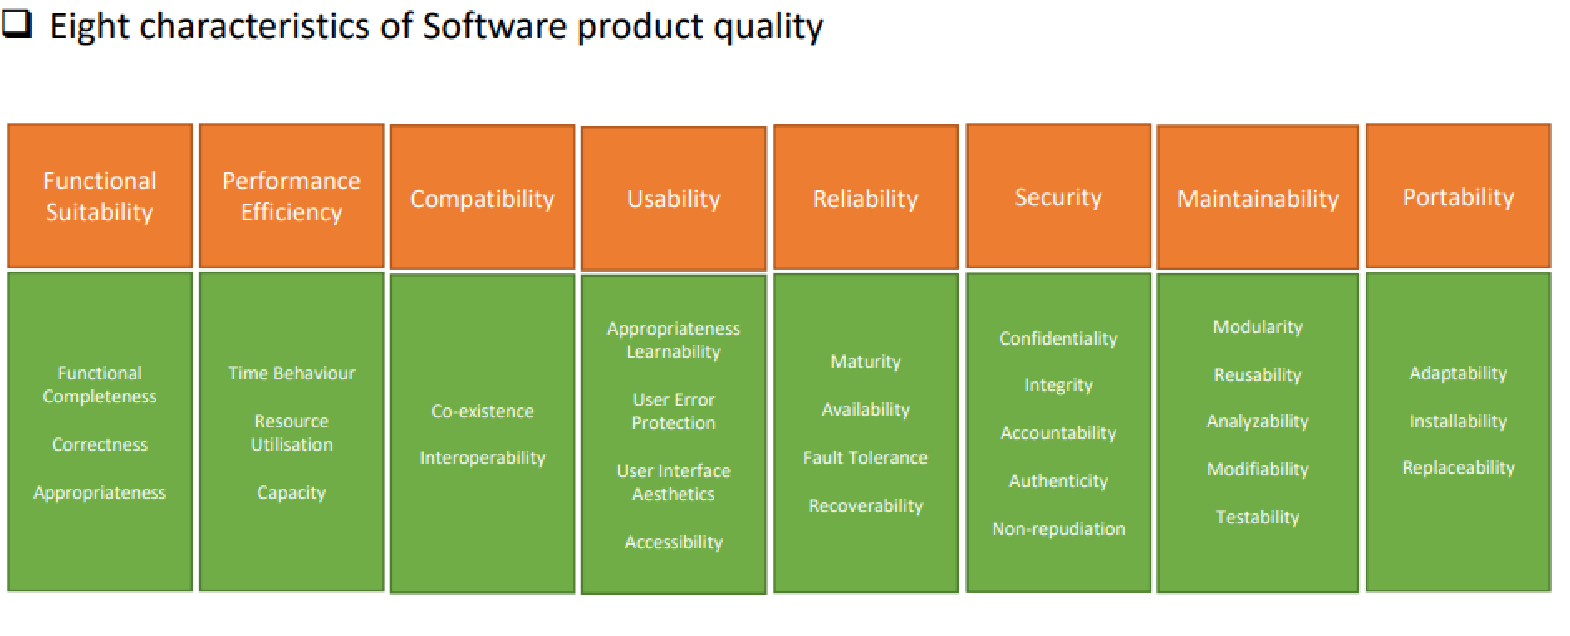 Eight characteristics of Software product quality
Functional
Suitability
Performance
Efficiency
Compatibility
Usability
Reliability
Security
Maintainability
Portability
Functional
Completeness
Correctness
Appropriateness
Time Behaviour
Resource
Utilisation
Capacity
Co-existence
Interoperability
Appropriateness
Learnability
User Error
Protection
User Interface
Aesthetics
Accessibility
Maturity
Availability
Fault Tolerance
Recoverability
Confidentiality
Integrity
Accountability
Authenticity
Non-repudiation
Modularity
Reusability
Analyzability
Modifiability
Testability
Adaptability
Installability
Replaceability